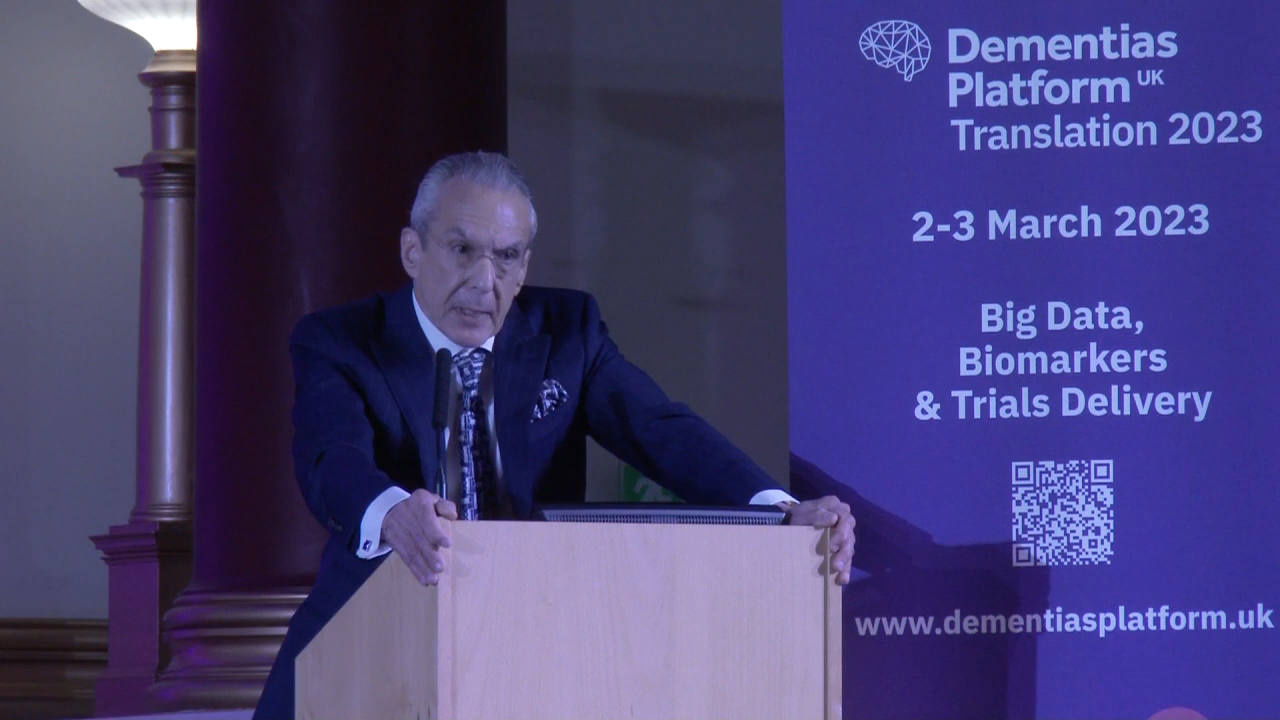 Dementias
Platform UK
Translation 2023
2-3 March 2023
Big Data,
Biomarkers
& Trials Delivery
www.dementiasplatform.uk